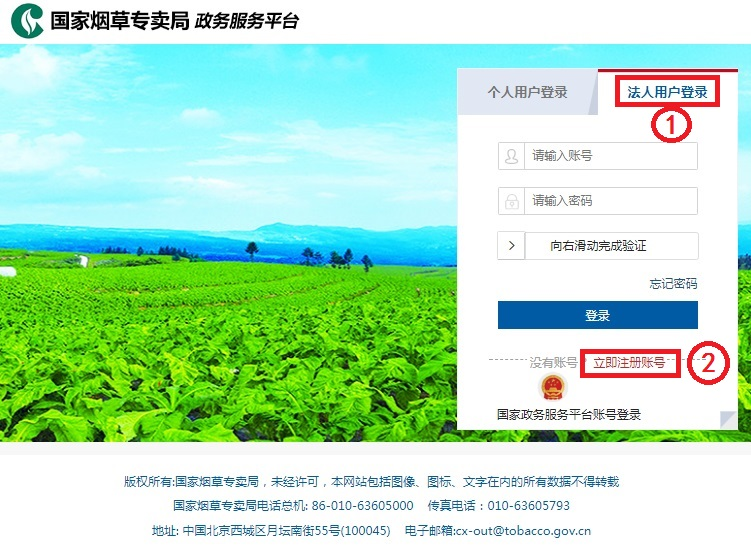 国家烟草专卖局 政务服务平台
个人用户登录 法人用户登录
①
请输入账号
请输入密码
> 向右滑动完成验证
忘记密码
登录
没有账号 立即注册账号 ②
国家政务服务平台账号登录
版权所有:国家烟草专卖局，未经许可，本网站包括图像、图标、文字在内的所有数据不得转载
国家烟草专卖局电话总机: 86-010-63605000 传真电话：010-63605793
地址: 中国北京西城区月坛南街55号(100045) 电子邮箱:cx-out@tobacco.gov.cn